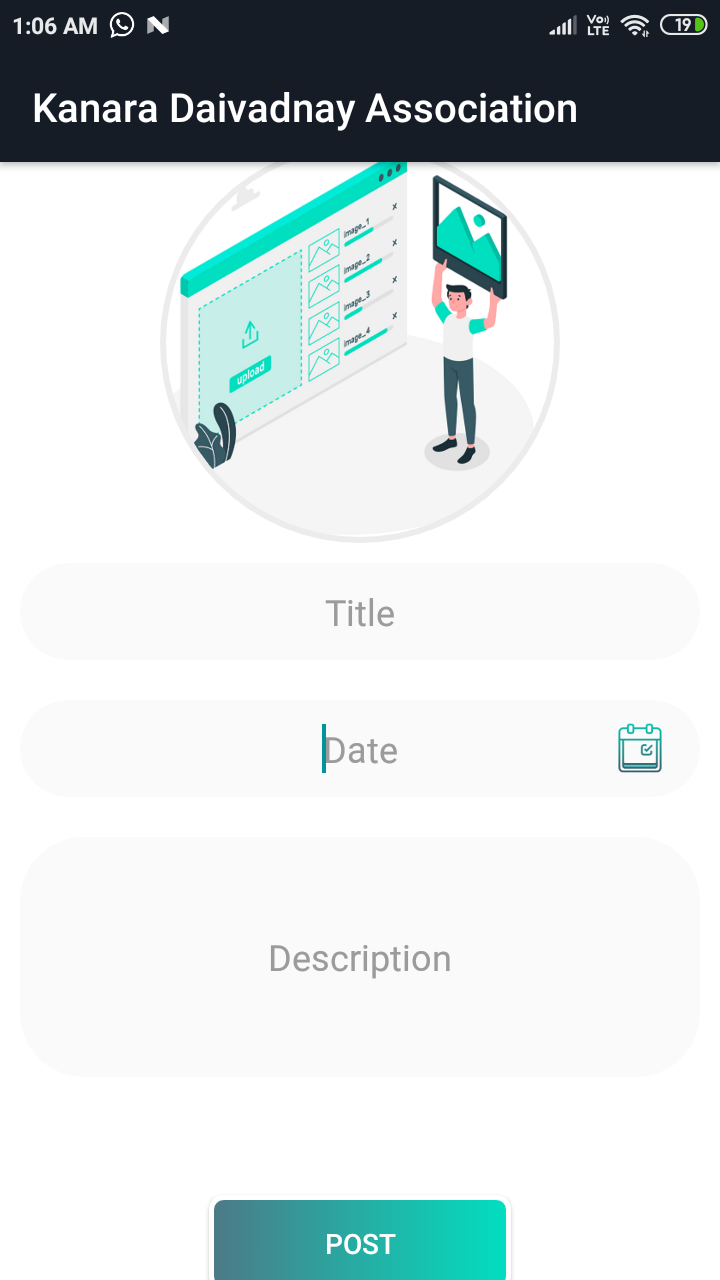 1:06 AM
Vo) LTE
19
Kanara Daivadnay Association
image_1 x
image_2 x
image_3 x
image_4 x
upload
Title
Date
Description
POST